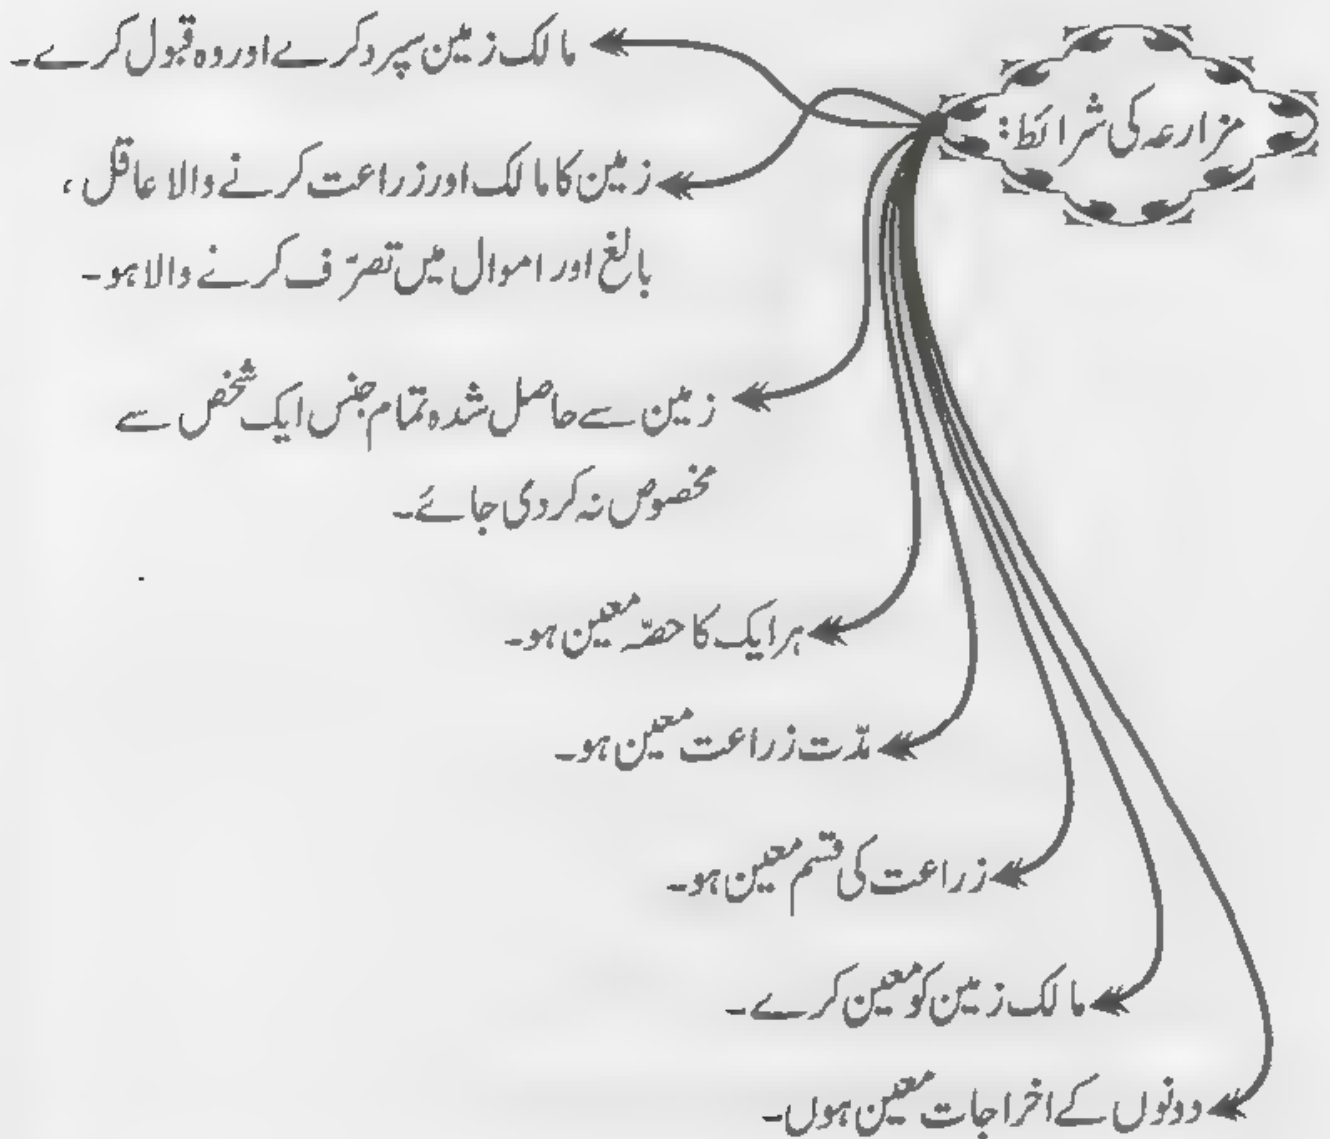 مزارعہ کی شرائط:
مالک زمین سپرد کرے اور وہ قبول کرے۔
زمین کا مالک اور زراعت کرنے والا عاقل،
بالغ اور اموال میں تصرّف کرنے والا ہو۔
زمین سے حاصل شدہ تمام جنس ایک شخص سے
مخصوص نہ کر دی جائے۔
ہر ایک کا حصّہ معین ہو۔
مدّت زراعت معین ہو۔
زراعت کی قسم معین ہو۔
مالک زمین کو معین کرے۔
دونوں کے اخراجات معین ہوں۔